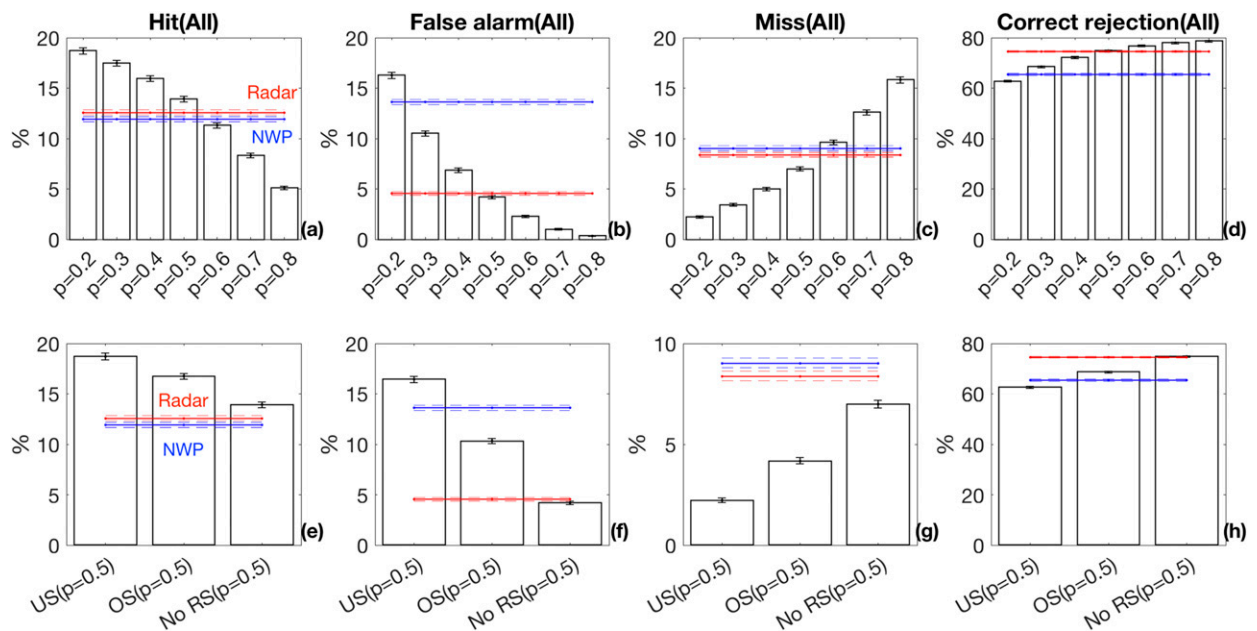 Hit(All)
False alarm(All)
Miss(All)
Correct rejection(All)
20
15
10
5
0
%
Radar
NWP
(a)
p=0.2
p=0.3
p=0.4
p=0.5
p=0.6
p=0.7
p=0.8
20
15
10
5
0
%
(b)
p=0.2
p=0.3
p=0.4
p=0.5
p=0.6
p=0.7
p=0.8
20
15
10
5
0
%
(c)
p=0.2
p=0.3
p=0.4
p=0.5
p=0.6
p=0.7
p=0.8
80
60
40
20
0
%
(d)
p=0.2
p=0.3
p=0.4
p=0.5
p=0.6
p=0.7
p=0.8
20
15
10
5
0
%
Radar
NWP
(e)
US(p=0.5)
OS(p=0.5)
No RS(p=0.5)
20
15
10
5
0
%
(f)
US(p=0.5)
OS(p=0.5)
No RS(p=0.5)
10
5
0
%
(g)
US(p=0.5)
OS(p=0.5)
No RS(p=0.5)
80
60
40
20
0
%
(h)
US(p=0.5)
OS(p=0.5)
No RS(p=0.5)